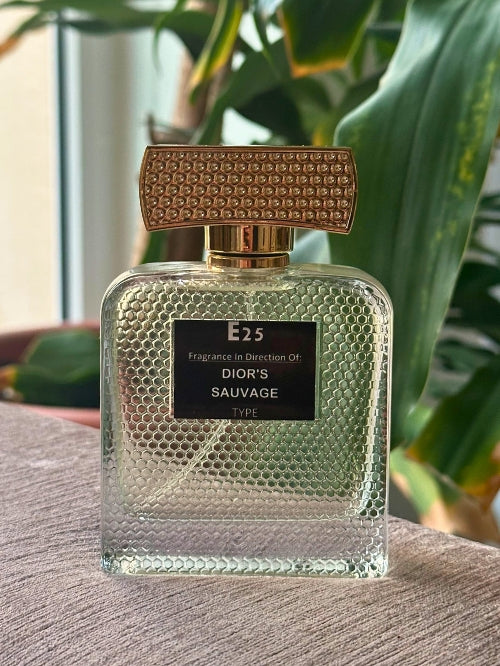 E25
Fragrance In Direction Of:
DIOR'S
SAUVAGE
TYPE